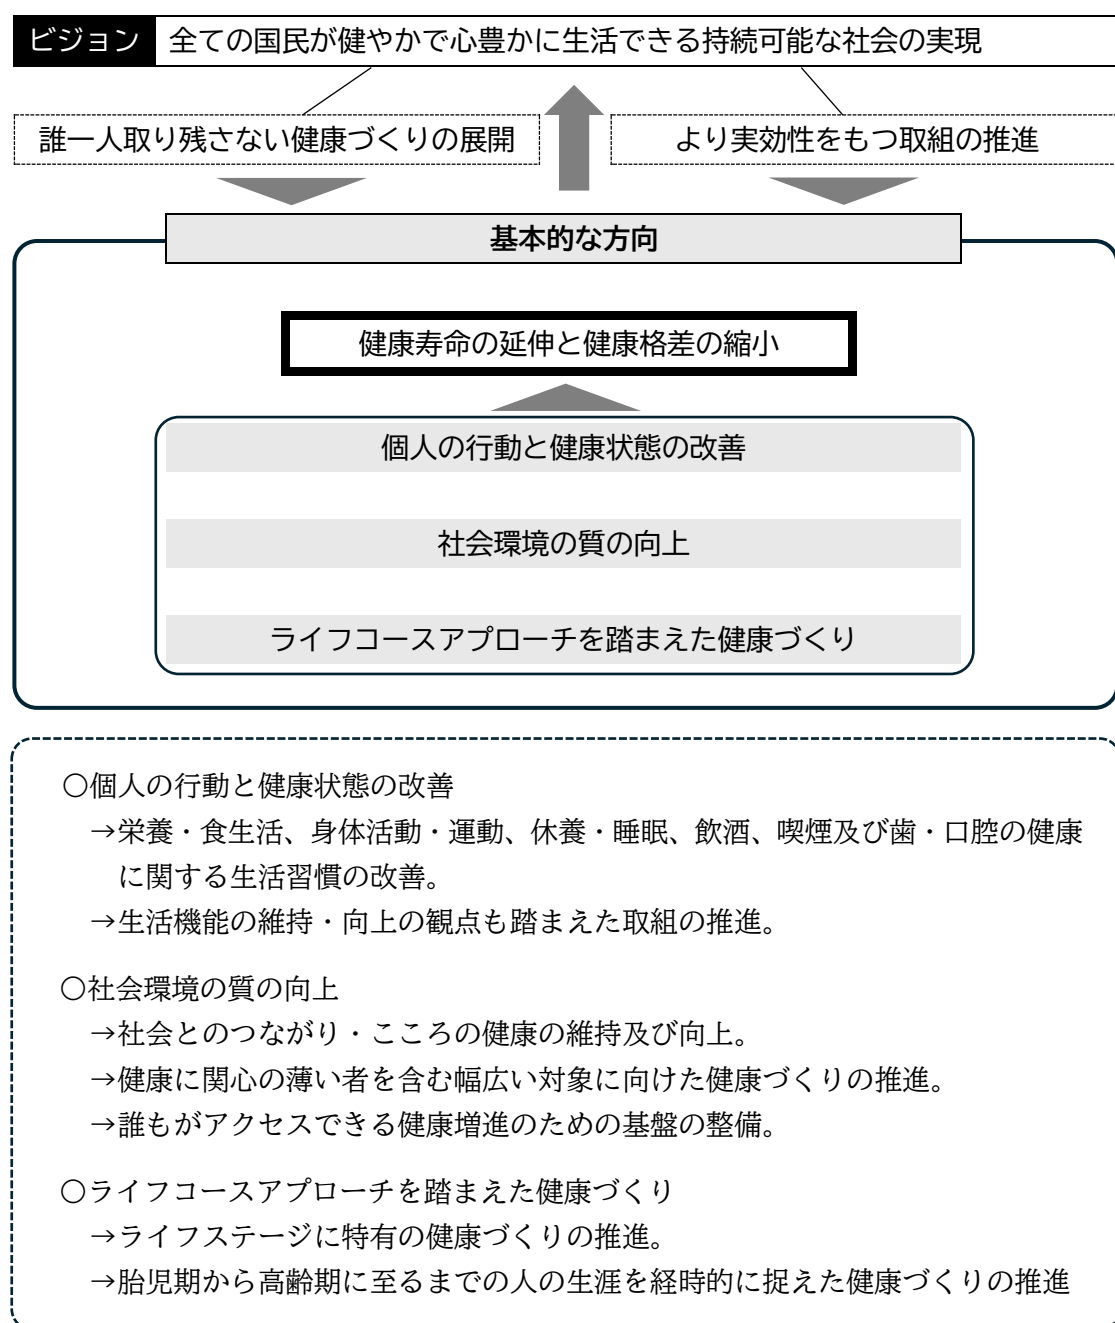 ビジョン 全ての国民が健やかで心豊かに生活できる持続可能な社会の実現
誰一人取り残さない健康づくりの展開
より実効性をもつ取組の推進
基本的な方向
健康寿命の延伸と健康格差の縮小
個人の行動と健康状態の改善
社会環境の質の向上
ライフコースアプローチを踏まえた健康づくり
〇個人の行動と健康状態の改善
→栄養・食生活、身体活動・運動、休養・睡眠、飲酒、喫煙及び歯・口腔の健康
に関する生活習慣の改善。
→生活機能の維持・向上の観点も踏まえた取組の推進。
〇社会環境の質の向上
→社会とのつながり・こころの健康の維持及び向上。
→健康に関心の薄い者を含む幅広い対象に向けた健康づくりの推進。
→誰もがアクセスできる健康増進のための基盤の整備。
〇ライフコースアプローチを踏まえた健康づくり
→ライフステージに特有の健康づくりの推進。
→胎児期から高齢期に至るまでの人の生涯を経時的に捉えた健康づくりの推進